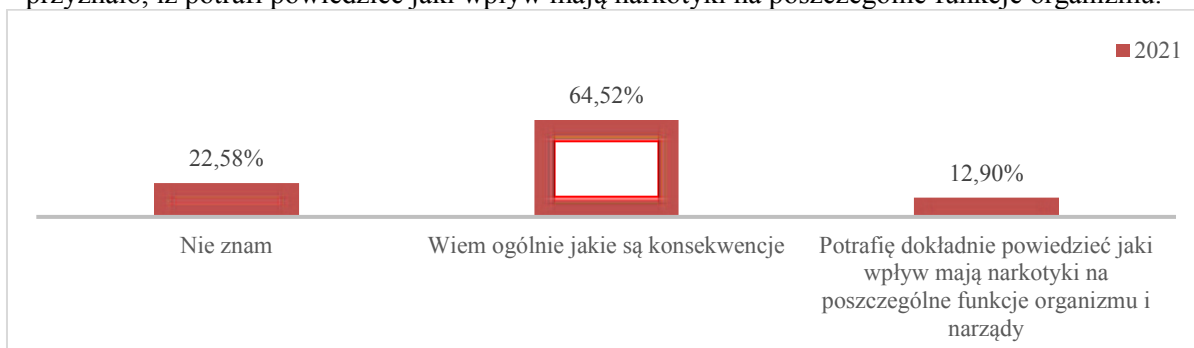 przyznało, iż potrafi powiedzieć jaki wpływ mają narkotyki na poszczególne funkcje organizmu.
2021
64,52%
22,58%
12,90%
Nie znam
Wiem ogólnie jakie są konsekwencje
Potrafię dokładnie powiedzieć jaki
wpływ mają narkotyki na
poszczególne funkcje organizmu i
narządy